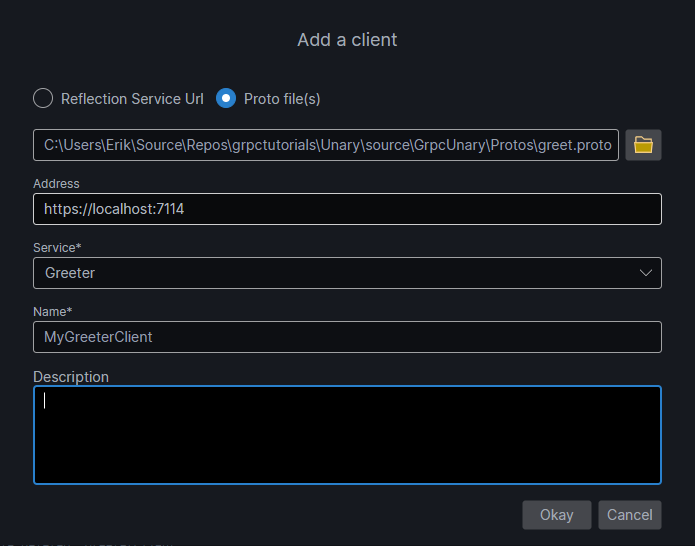 Add a client
Reflection Service Url Proto file(s)
C:\Users\Erik\Source\Repos\grpctutorials\Unary\source\GrpcUnary\Protos\greet.proto
Address
https://localhost:7114
Service*
Greeter
Name*
MyGreeterClient
Description
Okay Cancel